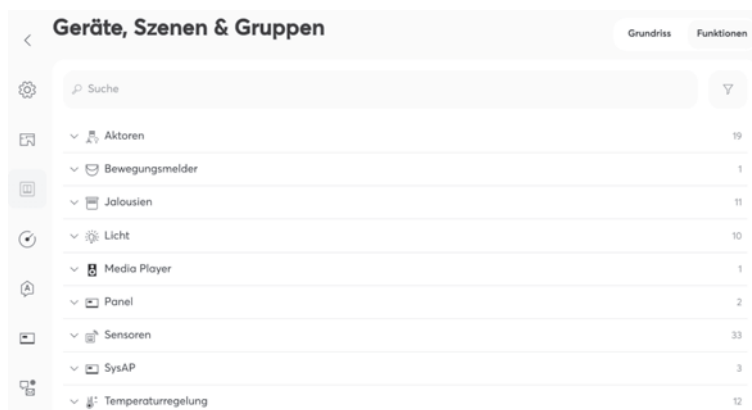 Geräte, Szenen & Gruppen
Grundriss Funktionen
Suche
Aktoren 19
Bewegungsmelder 1
Jalousien 11
Licht 10
Media Player 1
Panel 2
Sensoren 33
SysAP 3
Temperaturregelung 12